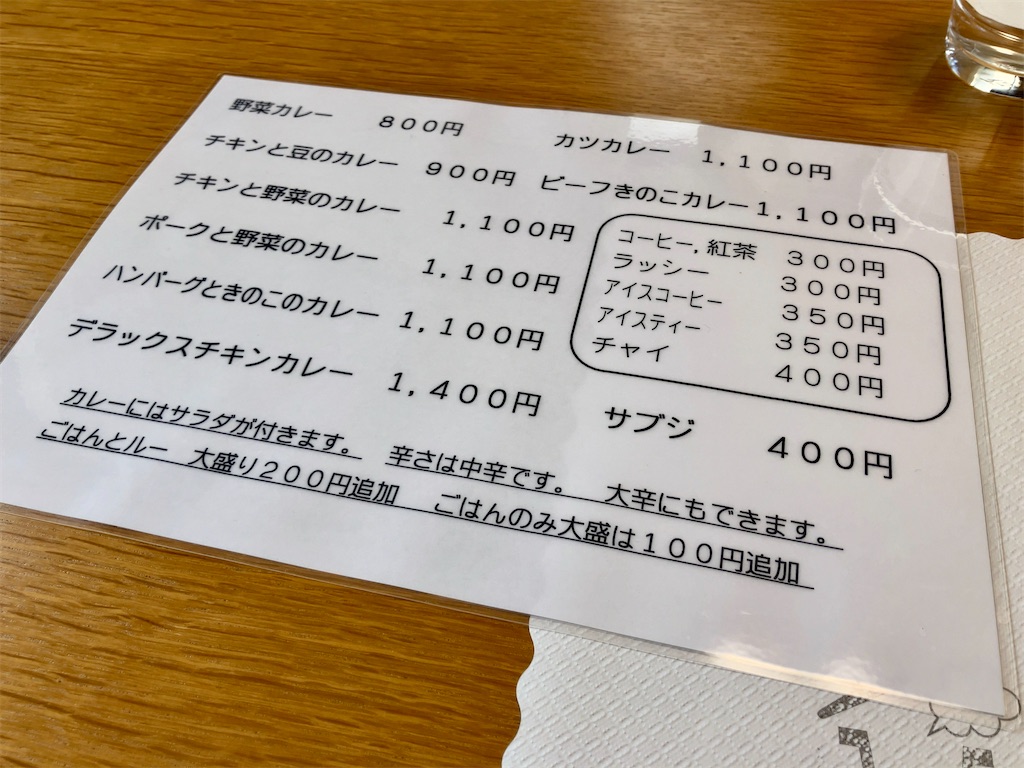 野菜カレー　８００円
チキンと豆のカレー　９００円
チキンと野菜のカレー　１，１００円
ポークと野菜のカレー　１，１００円
ハンバーグときのこのカレー　１，１００円
デラックスチキンカレー　１，４００円
カツカレー　１，１００円
ビーフきのこカレー１，１００円
コーヒー，紅茶　３００円
ラッシー　３００円
アイスコーヒー　３５０円
アイスティー　３５０円
チャイ　４００円
サブジ　４００円
カレーにはサラダが付きます。　辛さは中辛です。　大辛にもできます。
ごはんとルー　大盛り２００円追加　ごはんのみ大盛は１００円追加